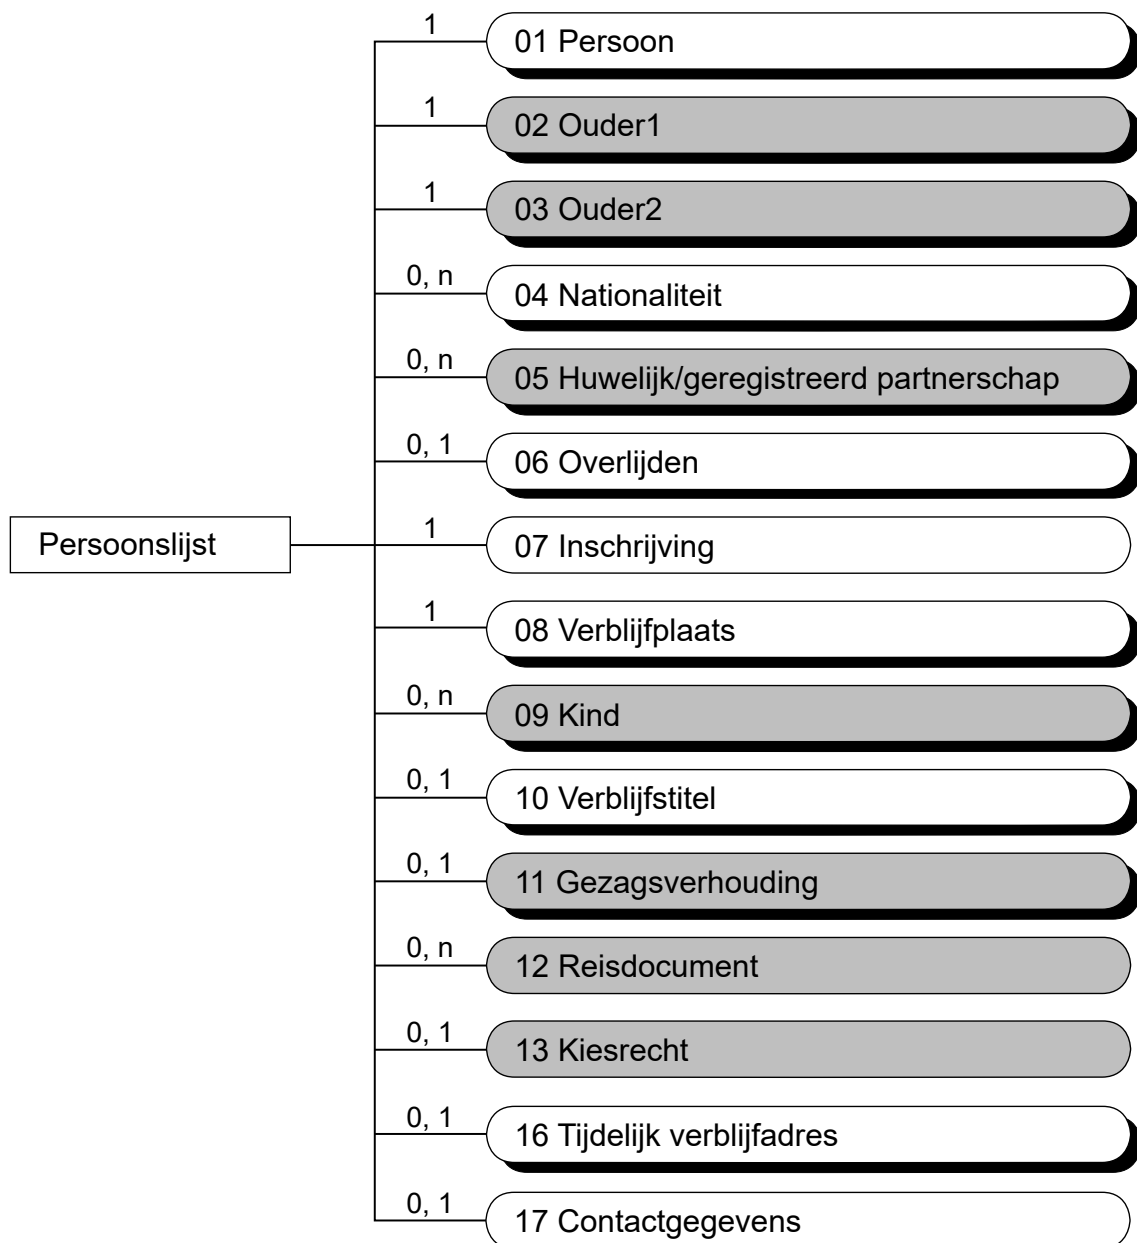 1
01 Persoon
1
02 Ouder1
1
03 Ouder2
0, n
04 Nationaliteit
0, n
05 Huwelijk/geregistreerd partnerschap
0, 1
06 Overlijden
Persoonslijst
1
07 Inschrijving
1
08 Verblijfplaats
0, n
09 Kind
0, 1
10 Verblijfstitel
0, 1
11 Gezagsverhouding
0, n
12 Reisdocument
0, 1
13 Kiesrecht
0, 1
16 Tijdelijk verblijfadres
0, 1
17 Contactgegevens